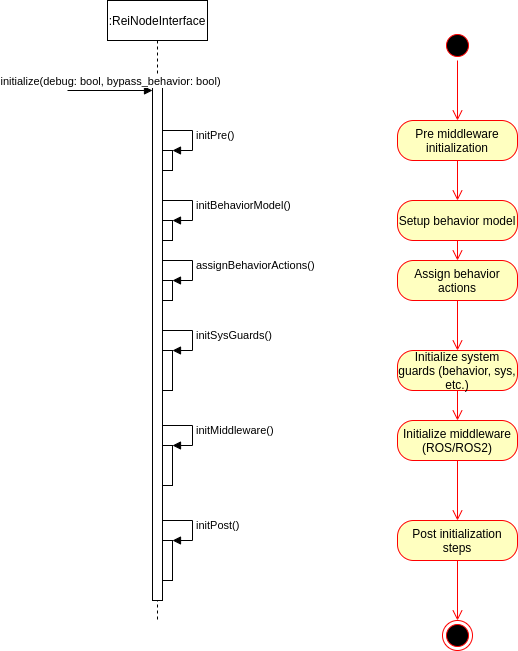 :ReiNodeInterface
initialize(debug: bool, bypass_behavior: bool)
initPre()
initBehaviorModel()
assignBehaviorActions()
initSysGuards()
initMiddleware()
initPost()
Pre middleware
initialization
Setup behavior model
Assign behavior
actions
Initialize system
guards (behavior, sys,
etc.)
Initialize middleware
(ROS/ROS2)
Post initialization
steps